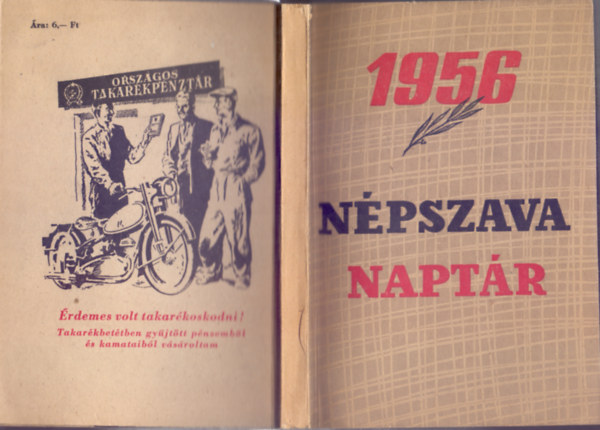 Ára: 6,— Ft
ORSZÁGOS
TAKARÉKPÉNZTÁR
Érdemes volt takarékoskodni!
Takarékbetétben gyűjtött pénzemből
és kamataiból vásároltam
1956
NÉPSZAVA
NAPTÁR